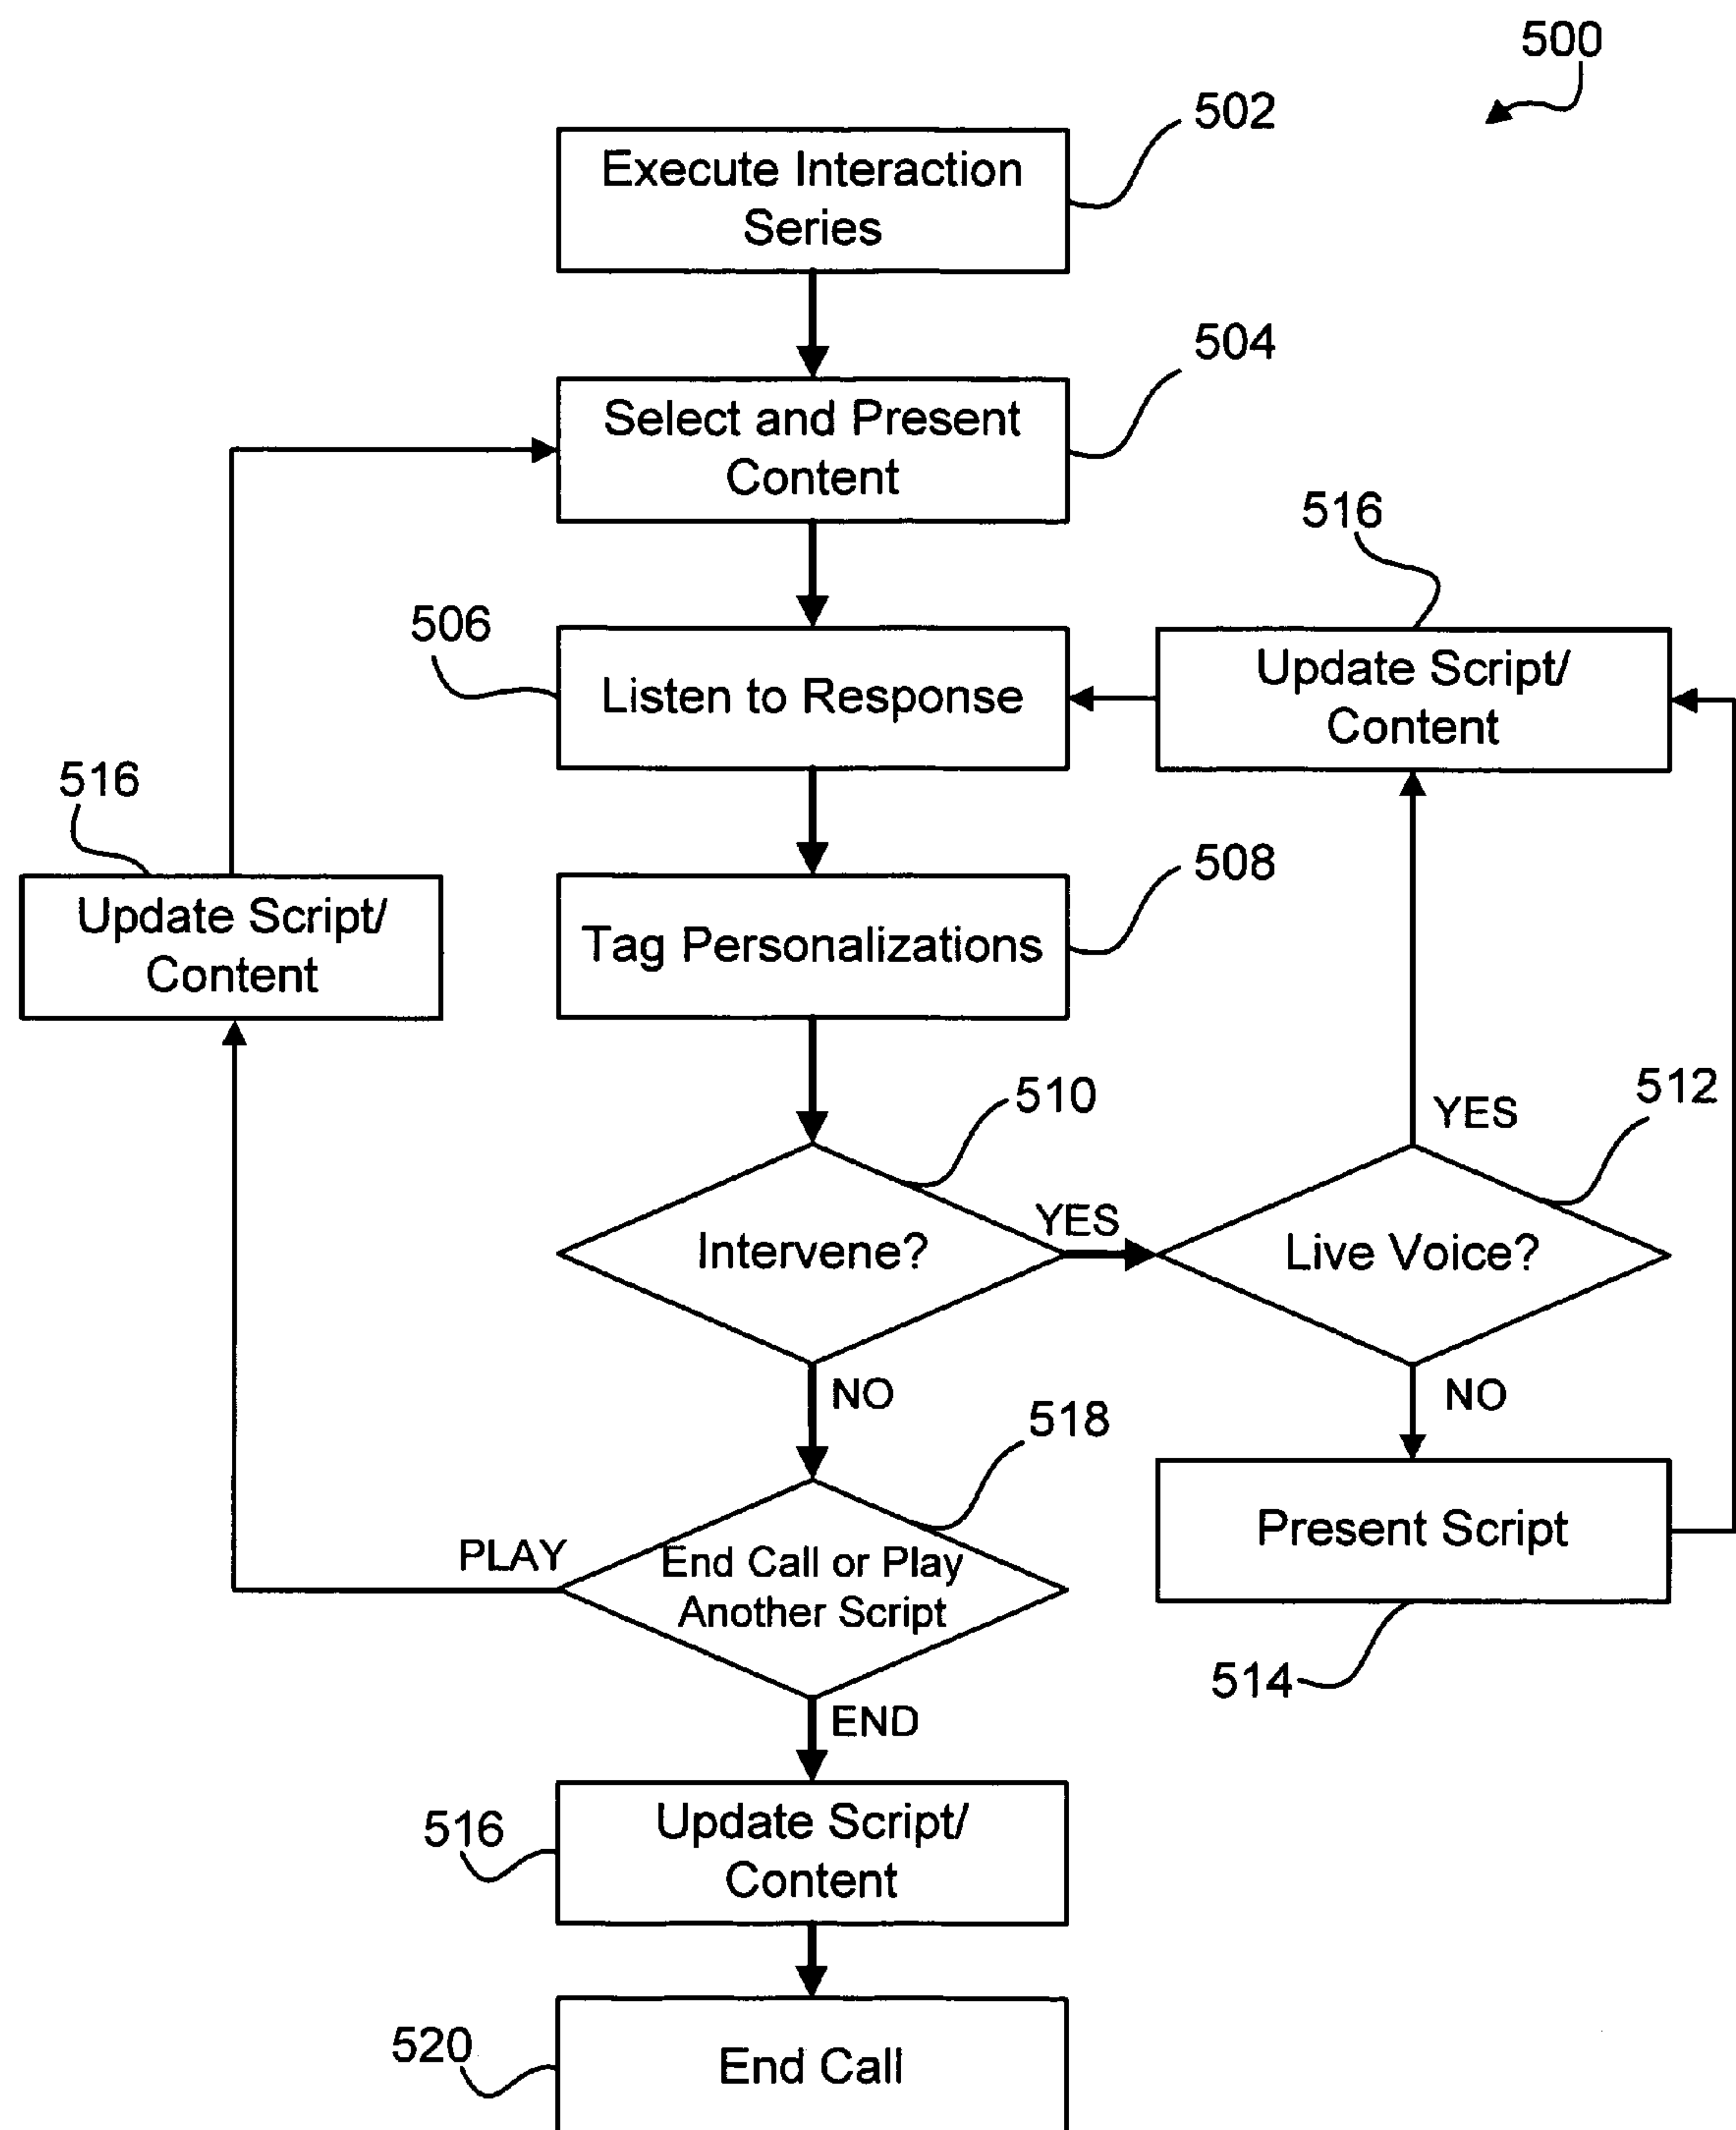 500
502
Execute Interaction
Series
504
Select and Present
Content
516
506
Listen to Response
Update Script/
Content
516
508
Update Script/
Content
Tag Personalizations
510
512
YES
YES
Intervene?
Live Voice?
NO
NO
518
PLAY
End Call or Play
Another Script
Present Script
514
END
516
Update Script/
Content
520
End Call